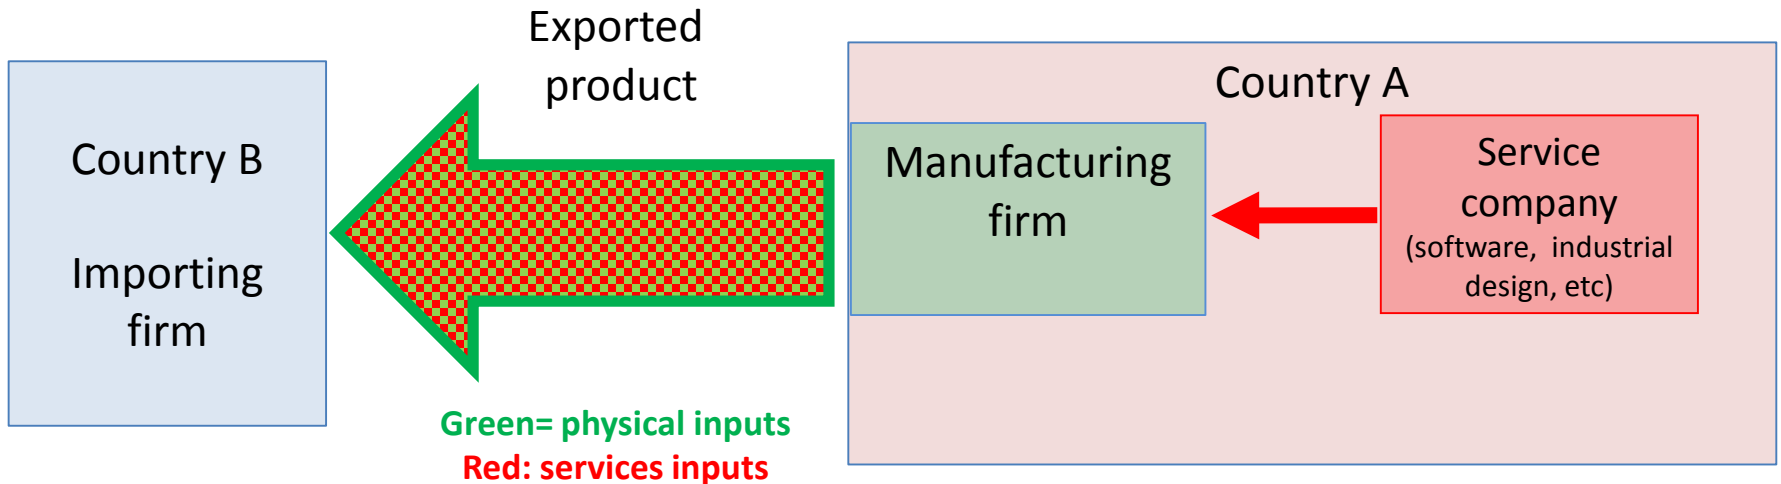 Exported
product
Country B
Importing
firm
Country A
Manufacturing
firm
Service
company
(software, industrial
design, etc)
Green= physical inputs
Red: services inputs